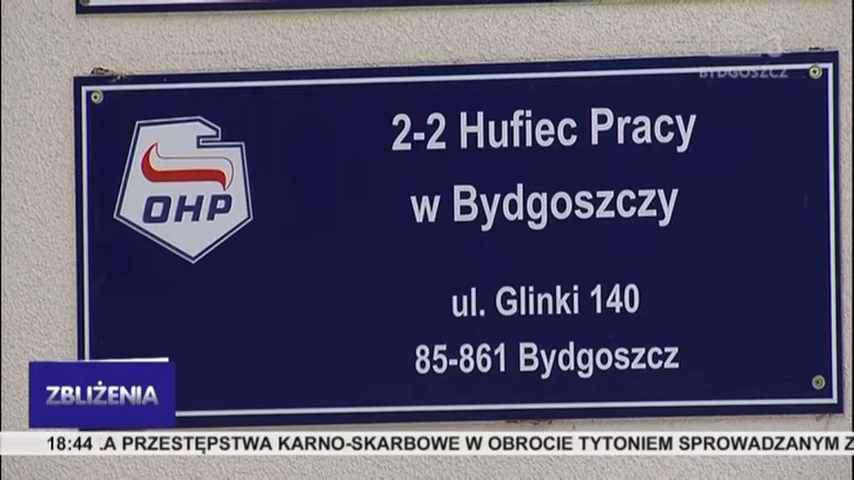 3
BYDGOSZCZ
OHP
2-2 Hufiec Pracy
w Bydgoszczy
ul. Glinki 140
85-861 Bydgoszcz
ZBLIŻENIA
18:44 .A PRZESTĘPSTWA KARNO-SKARBOWE W OBROCIE TYTONIEM SPROWADZANYM Z